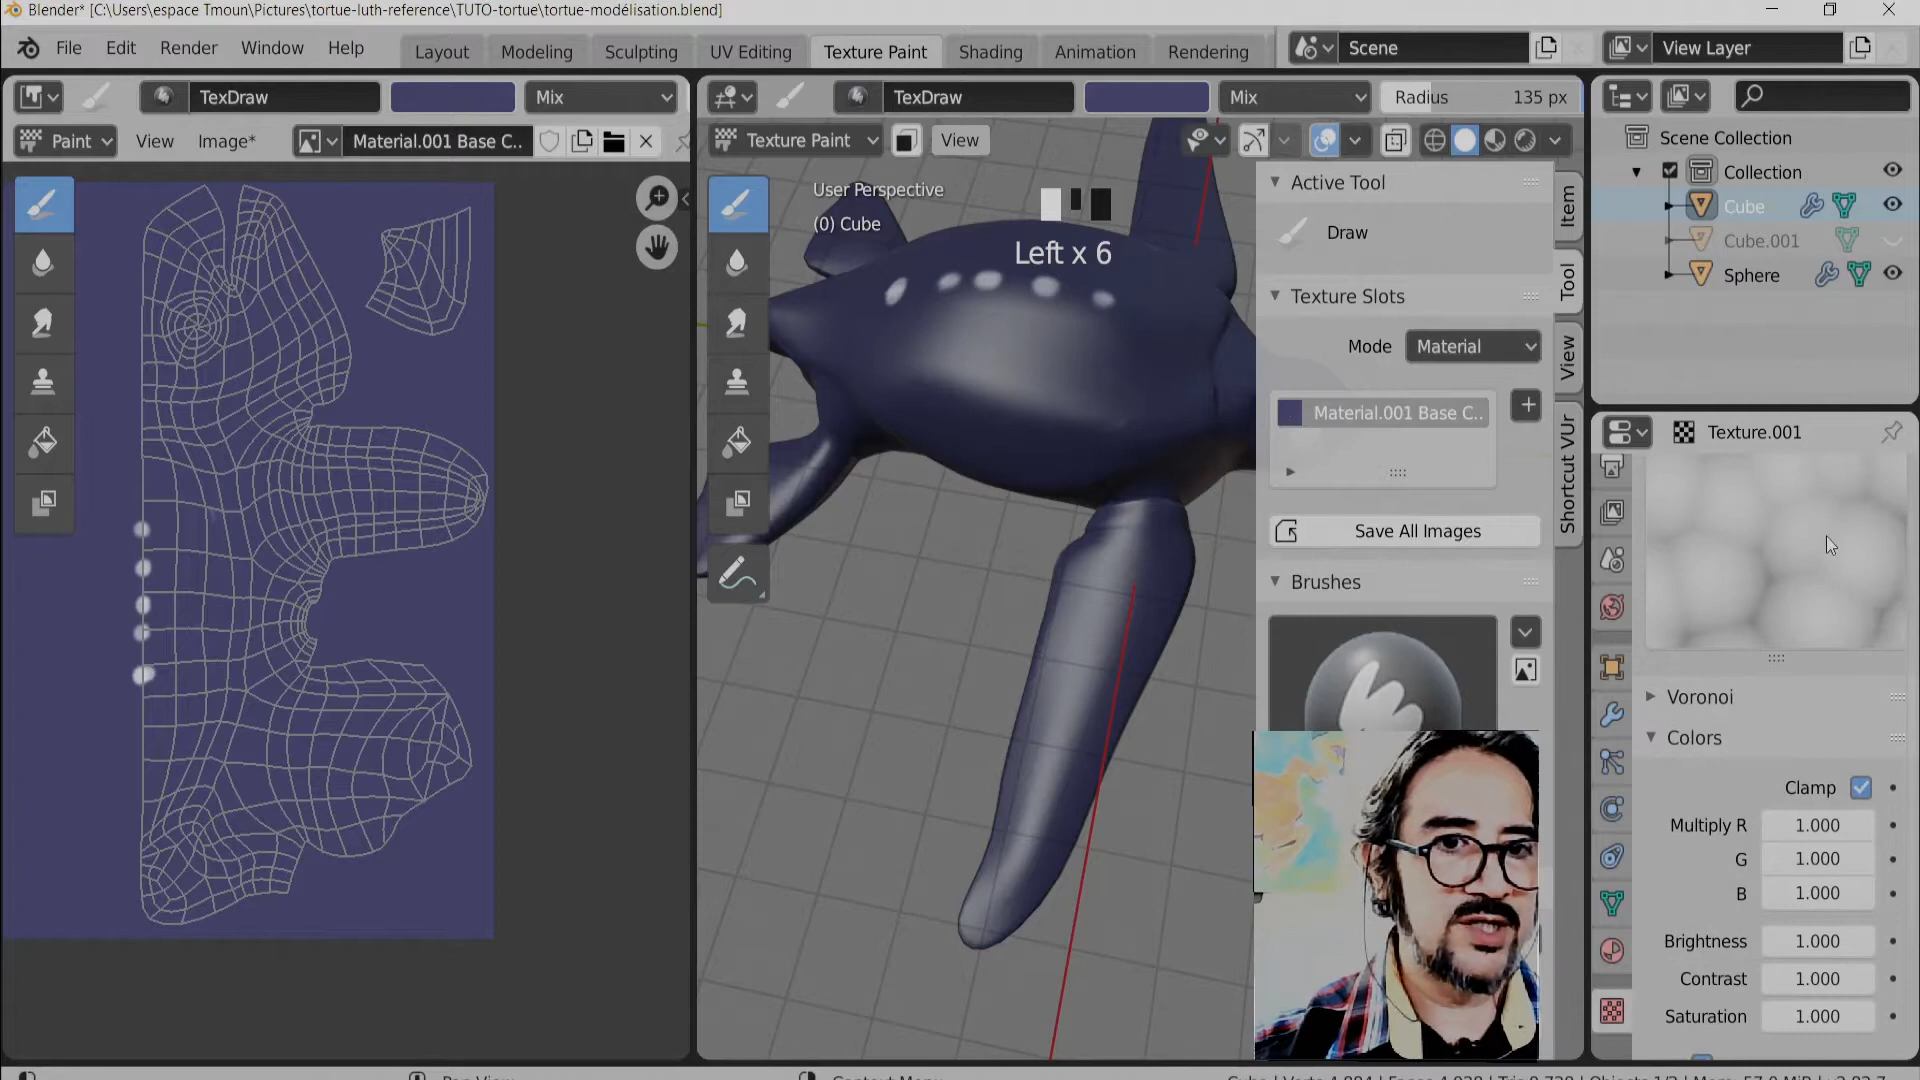 Blender* [C:\Users\espace Tmoun\Pictures\tortue-luth-reference\TUTO-tortue\tortue-modélisation.blend]
File Edit Render Window Help Layout Modeling Sculpting UV Editing Texture Paint Shading Animation Rendering Scene View Layer
TexDraw Mix
Paint View Image* Material.001 Base C..
TexDraw Mix Radius 135 px
Texture Paint View
User Perspective
(0) Cube
Left x 6
Active Tool
Draw
Texture Slots
Mode Material
Material.001 Base C..
Save All Images
Brushes
Item
Tool
View
Shortcut VUr
Scene Collection
Collection
Cube
Cube.001
Sphere
Texture.001
Voronoi
Colors
Clamp
Multiply R 1.000
G 1.000
B 1.000
Brightness 1.000
Contrast 1.000
Saturation 1.000